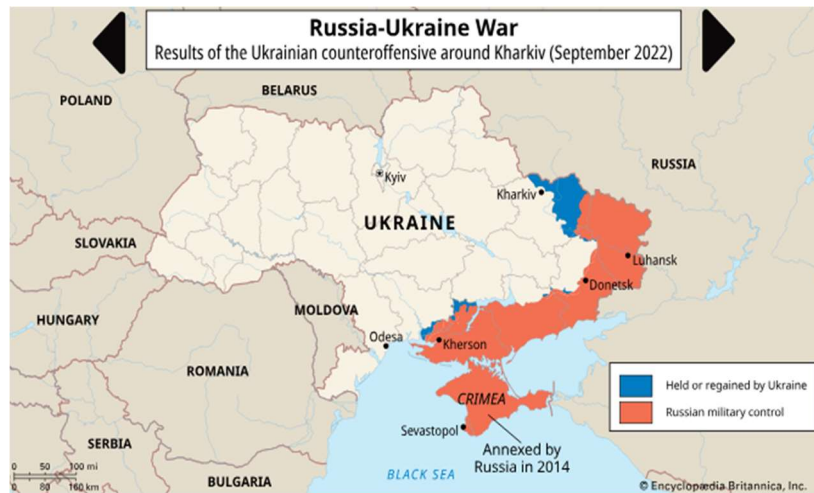 Russia-Ukraine War
Results of the Ukrainian counteroffensive around Kharkiv (September 2022)
POLAND
BELARUS
RUSSIA
Kyiv
Kharkiv
UKRAINE
SLOVAKIA
Luhansk
Donetsk
HUNGARY
MOLDOVA
Odesa
Kherson
ROMANIA
Held or regained by Ukraine
Russian military control
CRIMEA
Sevastopol
Annexed by
Russia in 2014
SERBIA
0 50 100 mi
0 80 160 km
BLACK SEA
BULGARIA
© Encyclopædia Britannica, Inc.